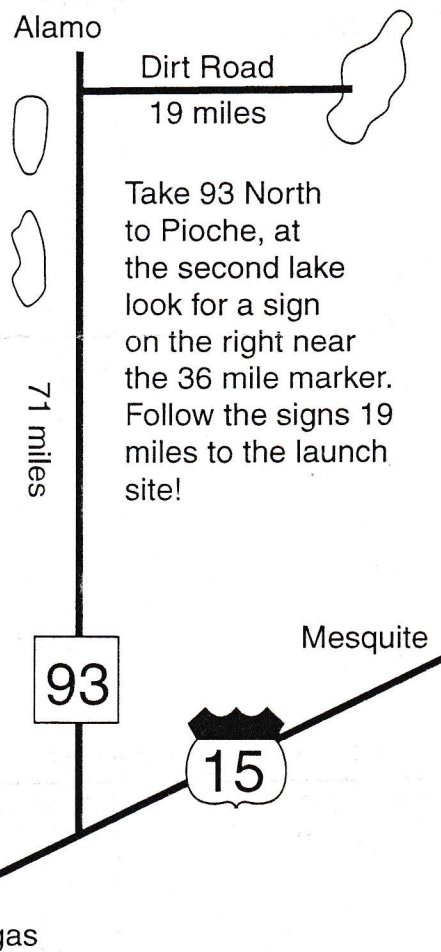 Alamo
Dirt Road
19 miles
Take 93 North
to Pioche, at
the second lake
look for a sign
on the right near
the 36 mile marker.
Follow the signs 19
miles to the launch
site!
71 miles
Mesquite
93
15
gas